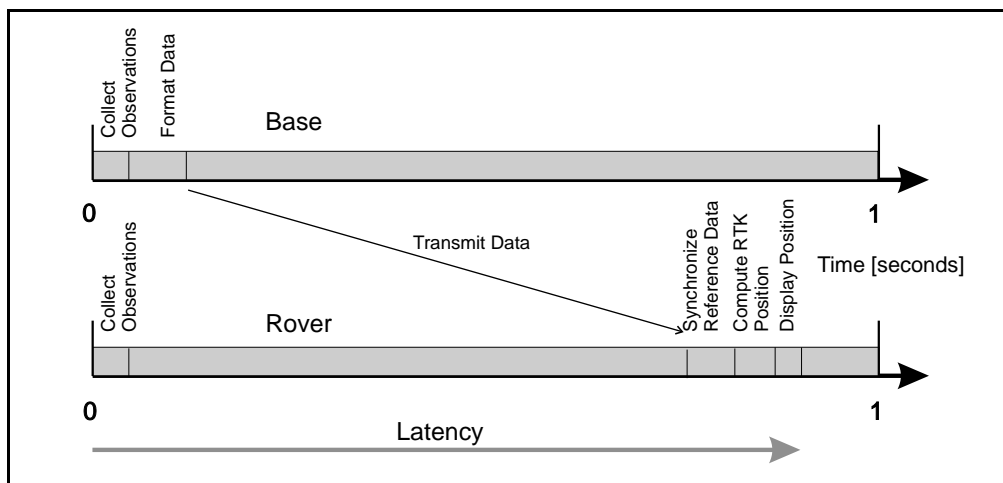 Collect
Observations
Format Data
Base
0
1
Transmit Data
Collect
Observations
Rover
Synchronize
Reference Data
Compute RTK
Position
Display Position
Time [seconds]
0
1
Latency